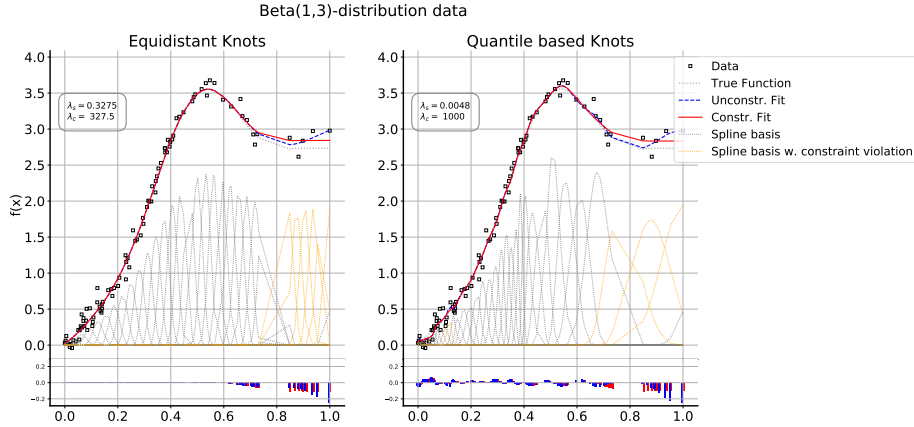 Beta(1,3)-distribution data
Equidistant Knots
Quantile based Knots
f(x)
4.0
3.5
3.0
2.5
2.0
1.5
1.0
0.5
0.0
λs = 0.3275
λc = 327.5
0.2
0.0
−0.2
0.0 0.2 0.4 0.6 0.8 1.0
4.0
3.5
3.0
2.5
2.0
1.5
1.0
0.5
0.0
λs = 0.0048
λc = 1000
0.2
0.0
−0.2
0.0 0.2 0.4 0.6 0.8 1.0
Data
True Function
Unconstr. Fit
Constr. Fit
Spline basis
Spline basis w. constraint violation